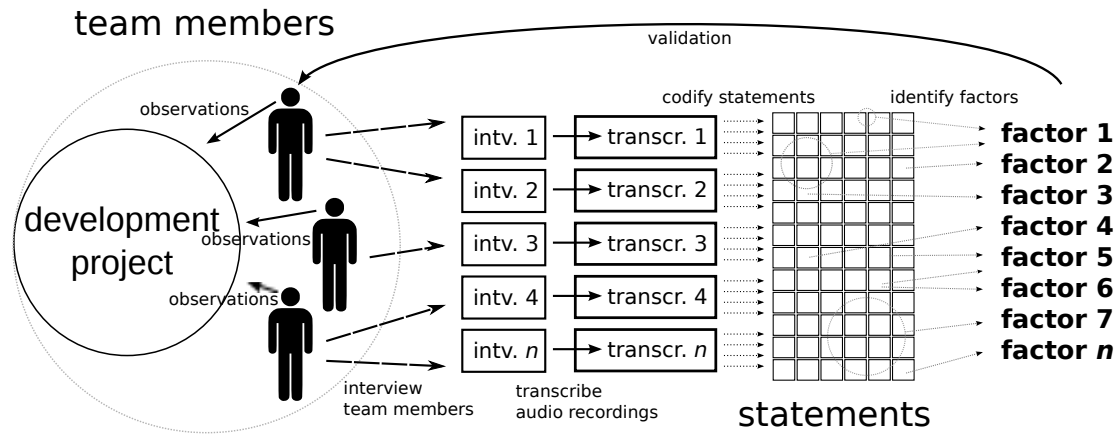 team members
validation
observations
codify statements
identify factors
intv. 1
transcr. 1
factor 1
intv. 2
transcr. 2
factor 2
factor 3
development
project
observations
intv. 3
transcr. 3
factor 4
factor 5
observations
intv. 4
transcr. 4
factor 6
factor 7
intv. n
transcr. n
factor n
interview
team members
transcribe
audio recordings
statements